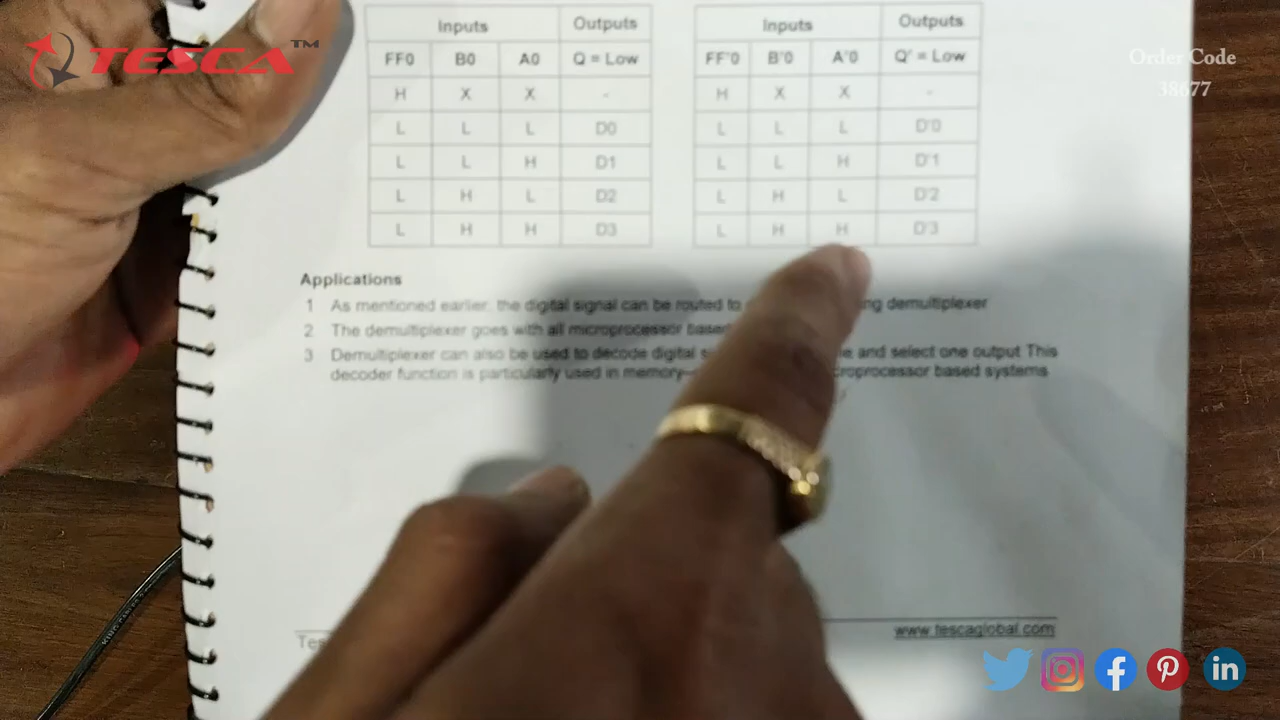 TESCA™
Order Code
38677
Inputs Outputs
FF0 B0 A0 Q = Low
H X X -
L L L D0
L L H D1
L H L D2
L H H D3
Inputs Outputs
FF'0 B'0 A'0 Q' = Low
H X X -
L L L D'0
L L H D'1
L H L D'2
L H H D'3
Applications
1 As mentioned earlier, the digital signal can be routed to demultiplexer
2 The demultiplexer goes with all microprocessor based
3 Demultiplexer can also be used to decode digital and select one output This
decoder function is particularly used in memory- based systems
www.tescaglobal.com